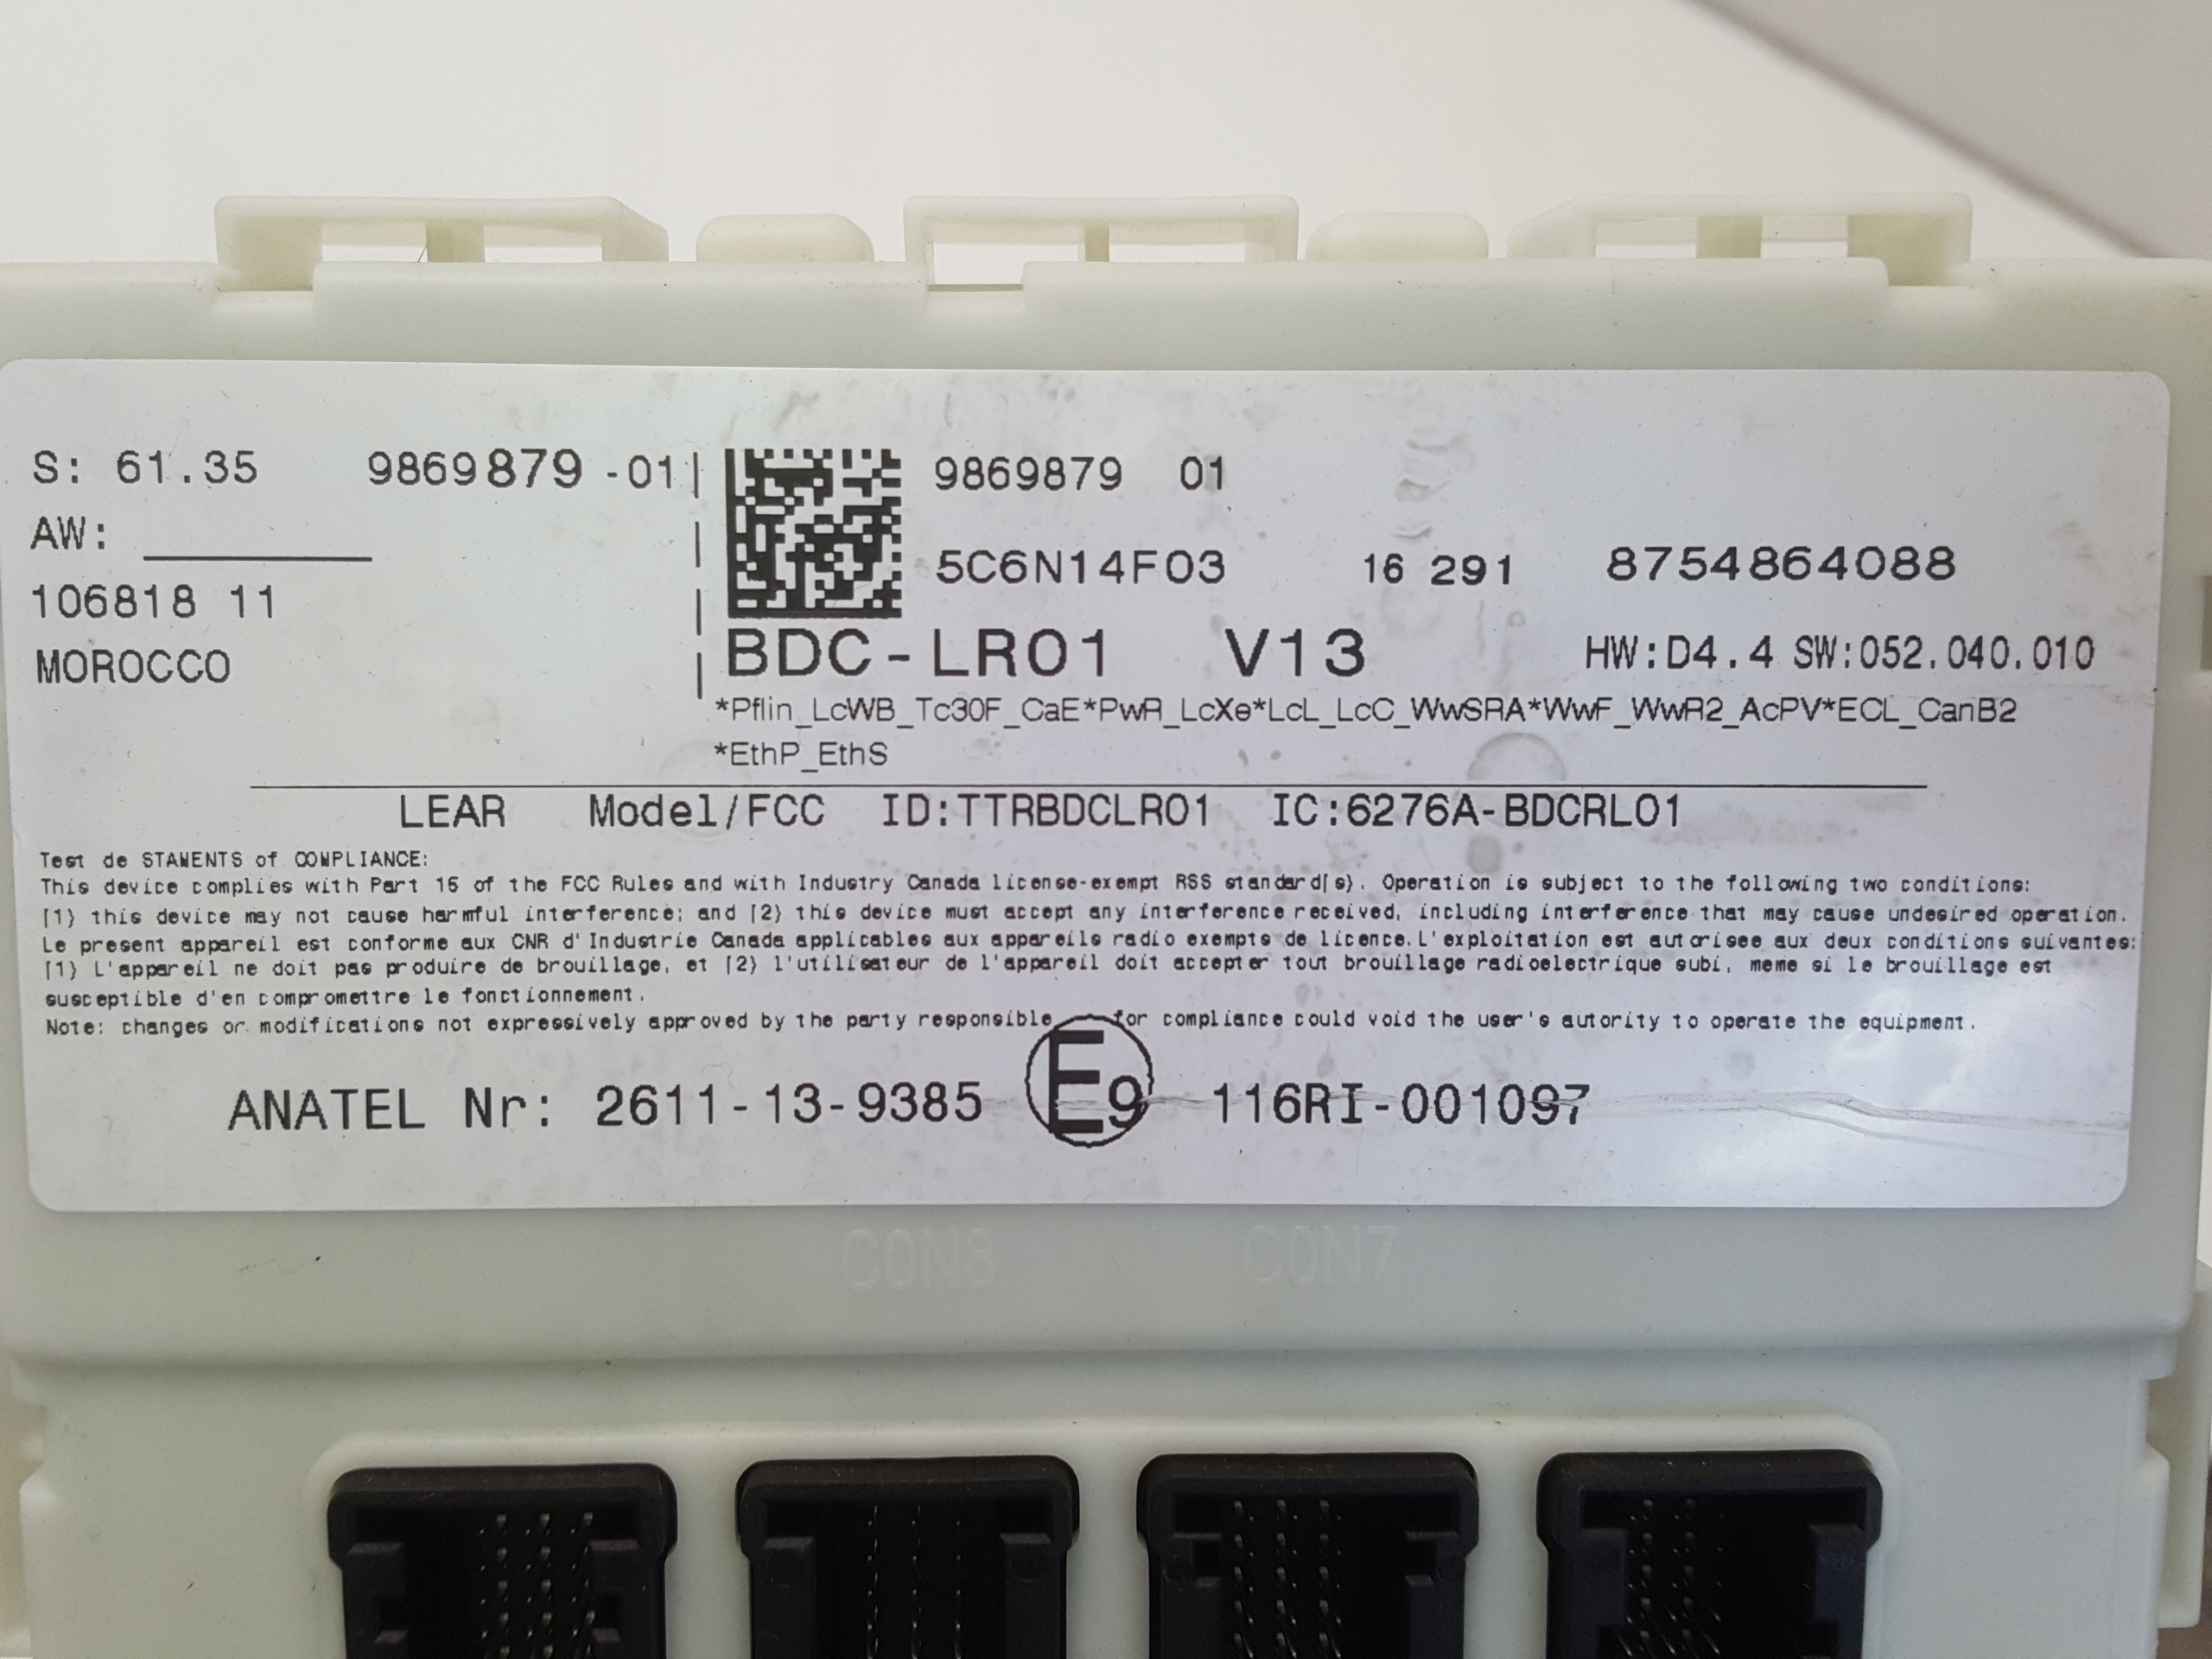 S: 61.35 9869879 -01
AW:
106818 11
MOROCCO
9869879 01
5C6N14F03 16 291 8754864088
BDC-LR01 V13 HW:D4.4 SW:052.040.010
*Pflin_LcWB_Tc30F_CaE*PwR_LcXe*LcL_LcC_WwSRA*WwF_WwR2_AcPV*ECL_CanB2
*EthP_EthS
LEAR Model/FCC ID:TTRBDCLR01 IC:6276A-BDCRL01
Test de STAMENTS of COMPLIANCE:
This device complies with Part 15 of the FCC Rules and with Industry Canada license-exempt RSS standard(s). Operation is subject to the following two conditions:
(1) this device may not cause harmful interference; and (2) this device must accept any interference received, including interference that may cause undesired operation.
Le present appareil est conforme aux CNR d'Industrie Canada applicables aux appareils radio exempts de licence.L'exploitation est autorisee aux deux conditions suivantes:
(1) L'appareil ne doit pas produire de brouillage, et (2) l'utilisateur de l'appareil doit accepter tout brouillage radioelectrique subi, meme si le brouillage est
susceptible d'en compromettre le fonctionnement.
Note: changes or modifications not expressively approved by the party responsible for compliance could void the user's autority to operate the equipment.
ANATEL Nr: 2611-13-9385 E9 116RI-001097
CON8 CON7